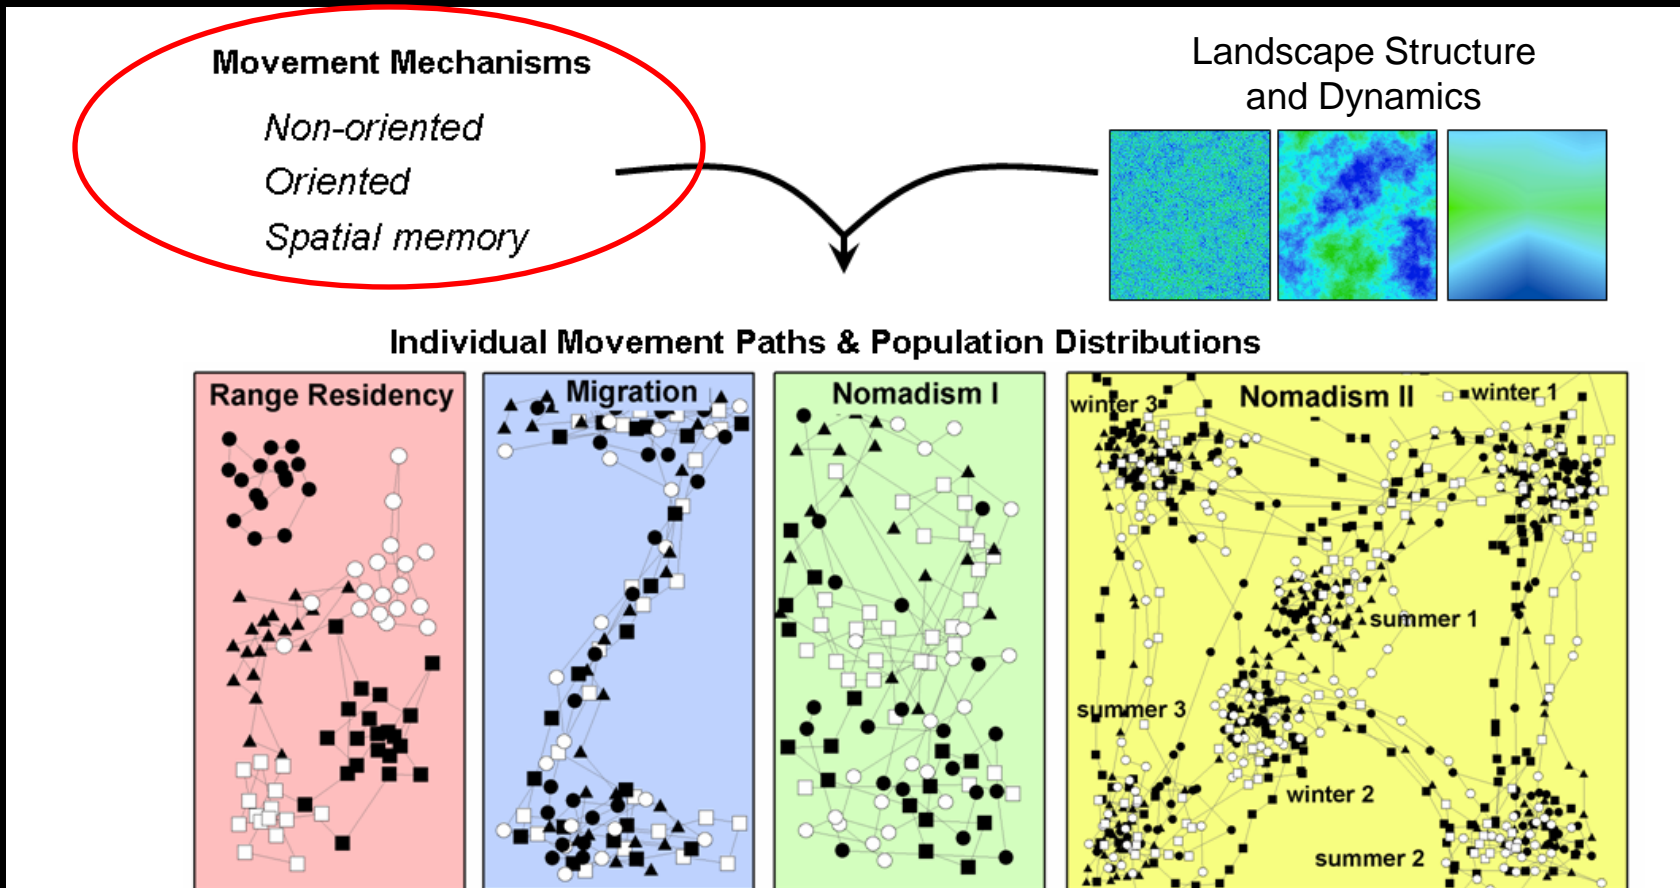 Movement Mechanisms
Non-oriented
Oriented
Spatial memory
Landscape Structure
and Dynamics
Individual Movement Paths & Population Distributions
Range Residency
Migration
Nomadism I
Nomadism II
winter 3
winter 1
summer 1
summer 3
winter 2
summer 2